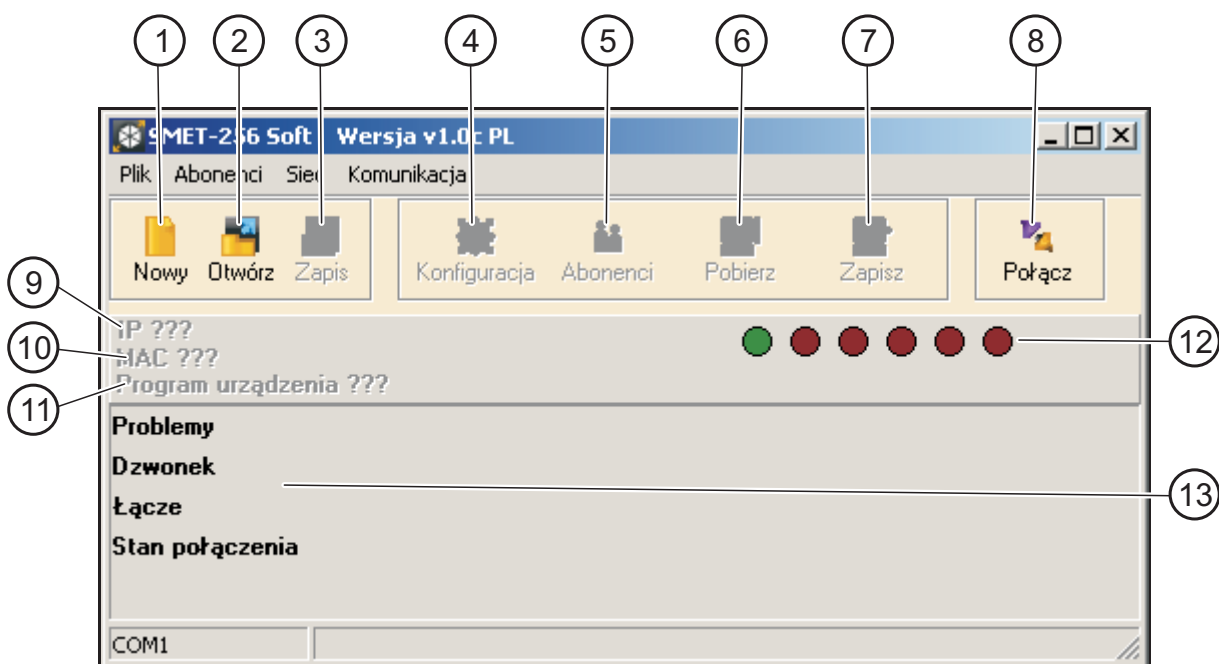 1 2 3 4 5 6 7 8
SMET-256 Soft Wersja v1.0c PL
Plik Abonenci Sieć Komunikacja
Nowy Otwórz Zapis Konfiguracja Abonenci Pobierz Zapisz Połącz
9
IP ???
10
MAC ???
12
11
Program urządzenia ???
Problemy
Dzwonek
13
Łącze
Stan połączenia
COM1